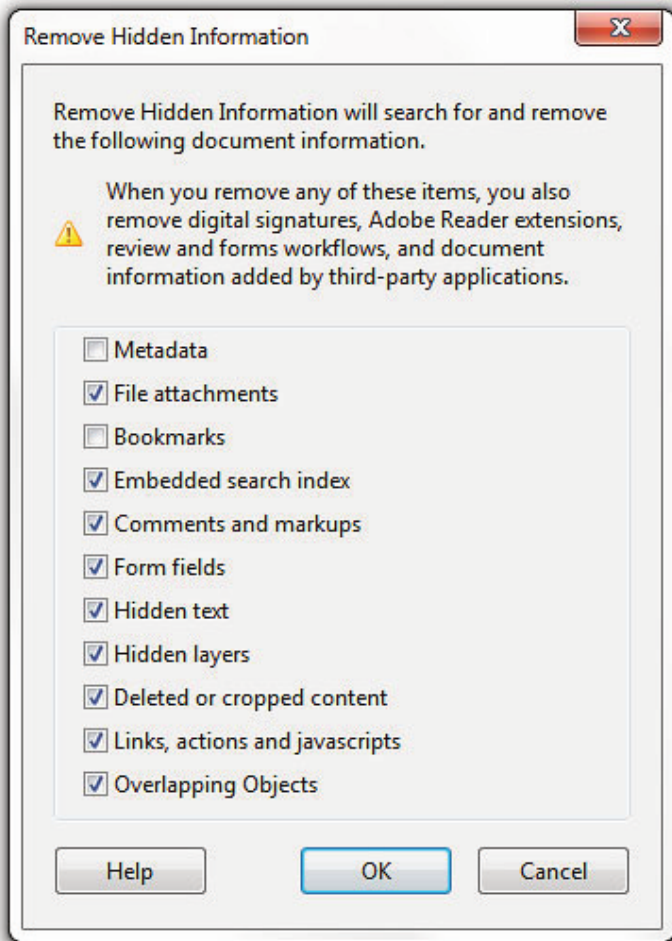 Remove Hidden Information
Remove Hidden Information will search for and remove
the following document information.
When you remove any of these items, you also
remove digital signatures, Adobe Reader extensions,
review and forms workflows, and document
information added by third-party applications.
Metadata
File attachments
Bookmarks
Embedded search index
Comments and markups
Form fields
Hidden text
Hidden layers
Deleted or cropped content
Links, actions and javascripts
Overlapping Objects
Help OK Cancel